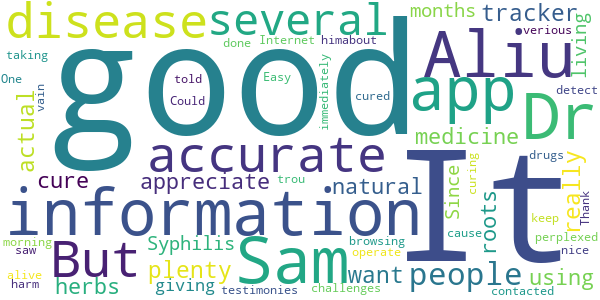 disease several months tracker
verious
done Internet himabout
taking
One
told
Could
Easy
immediately
cured
living
good Aliu
vain
actual
app Dr
detect
accurate medicine
cure appreciate
trou
natural
curing
drugs
really
information It
Since
roots
cause
keep
Thank
perplexed
morning
saw
But Syphilis Sam
browsing
operate
want people using
nice
alive
harm
herbs
plenty
giving
testimonies
challenges
contacted